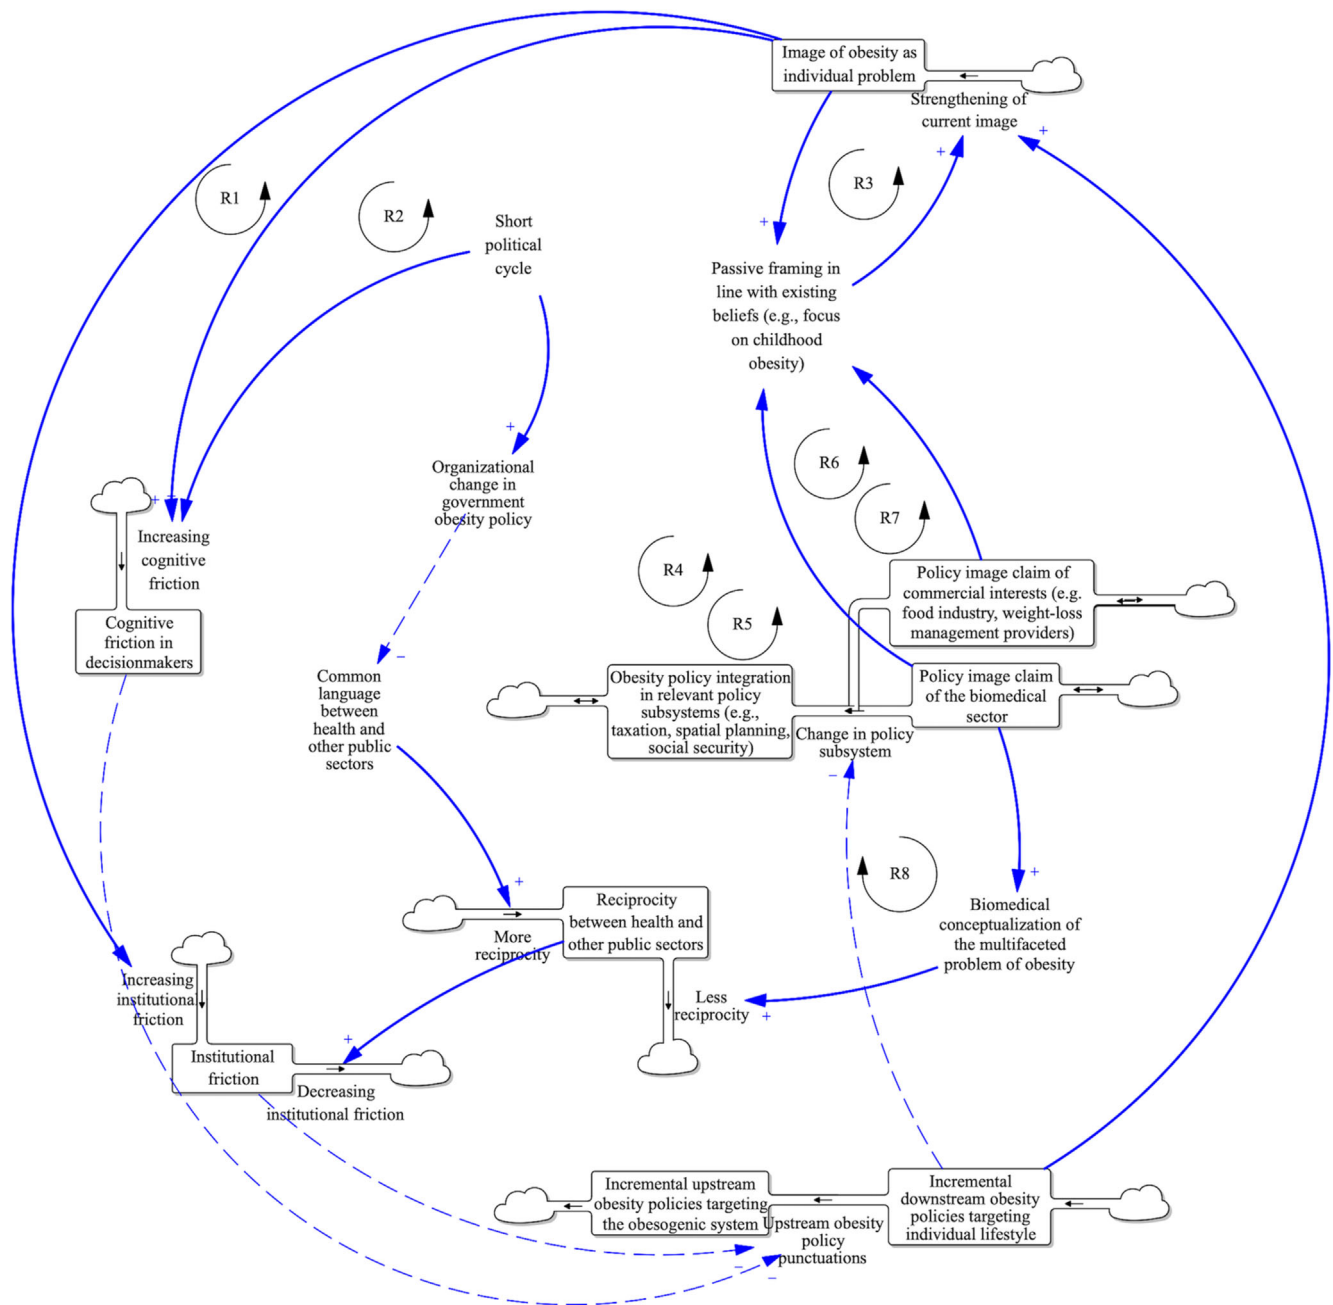 Image of obesity as
individual problem
Strengthening of
current image
+
+
R1
R2
R3
Short
political
cycle
+
Passive framing in
line with existing
beliefs (e.g., focus
on childhood
obesity)
+
Organizational
change in
government
obesity policy
R6
R7
+
+
Increasing
cognitive
friction
Cognitive
friction in
decisionmakers
R4
R5
Policy image claim of
commercial interests (e.g.
food industry, weight-loss
management providers)
–
Common
language
between
health and
other public
sectors
Obesity policy integration
in relevant policy
subsystems (e.g.,
taxation, spatial planning,
social security)
Policy image claim
of the biomedical
sector
Change in policy
subsystem
–
R8
+
+
Reciprocity
between health and
other public sectors
More
reciprocity
Biomedical
conceptualization of
the multifaceted
problem of obesity
+
Increasing
institutional
friction
Less
reciprocity
+
+
Institutional
friction
Decreasing
institutional friction
Incremental upstream
obesity policies targeting
the obesogenic system
Upstream obesity
policy
punctuations
Incremental
downstream obesity
policies targeting
individual lifestyle
–
–